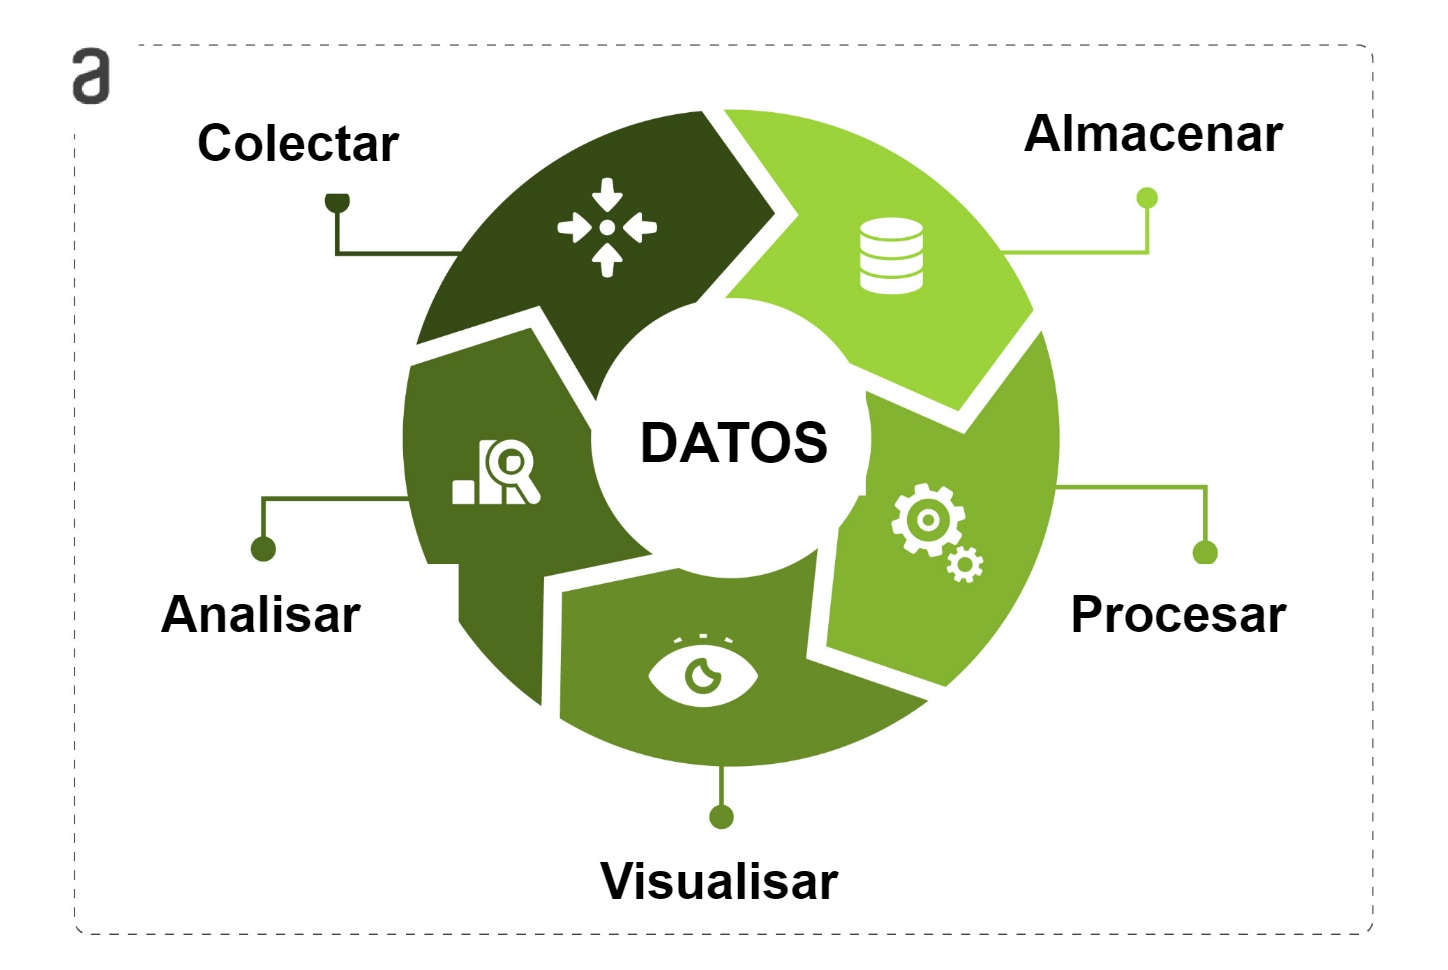 a
Colectar
Almacenar
DATOS
Analisar
Procesar
Visualisar